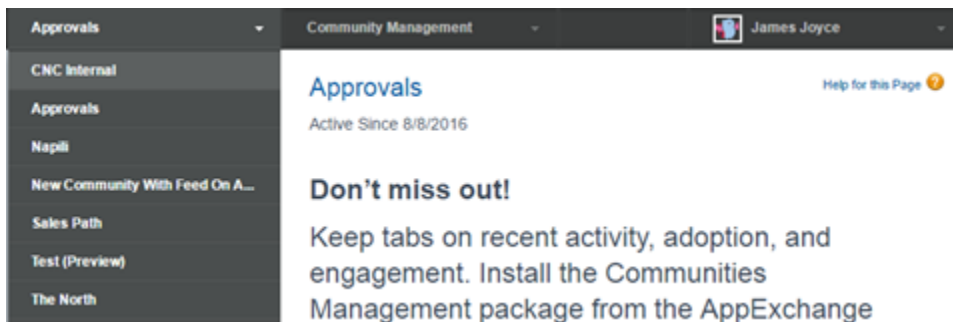 Approvals
Community Management
James Joyce
CNC Internal
Approvals
Napili
New Community With Feed On A...
Sales Path
Test (Preview)
The North
Approvals
Help for this Page
Active Since 8/8/2016
Don't miss out!
Keep tabs on recent activity, adoption, and
engagement. Install the Communities
Management package from the AppExchange